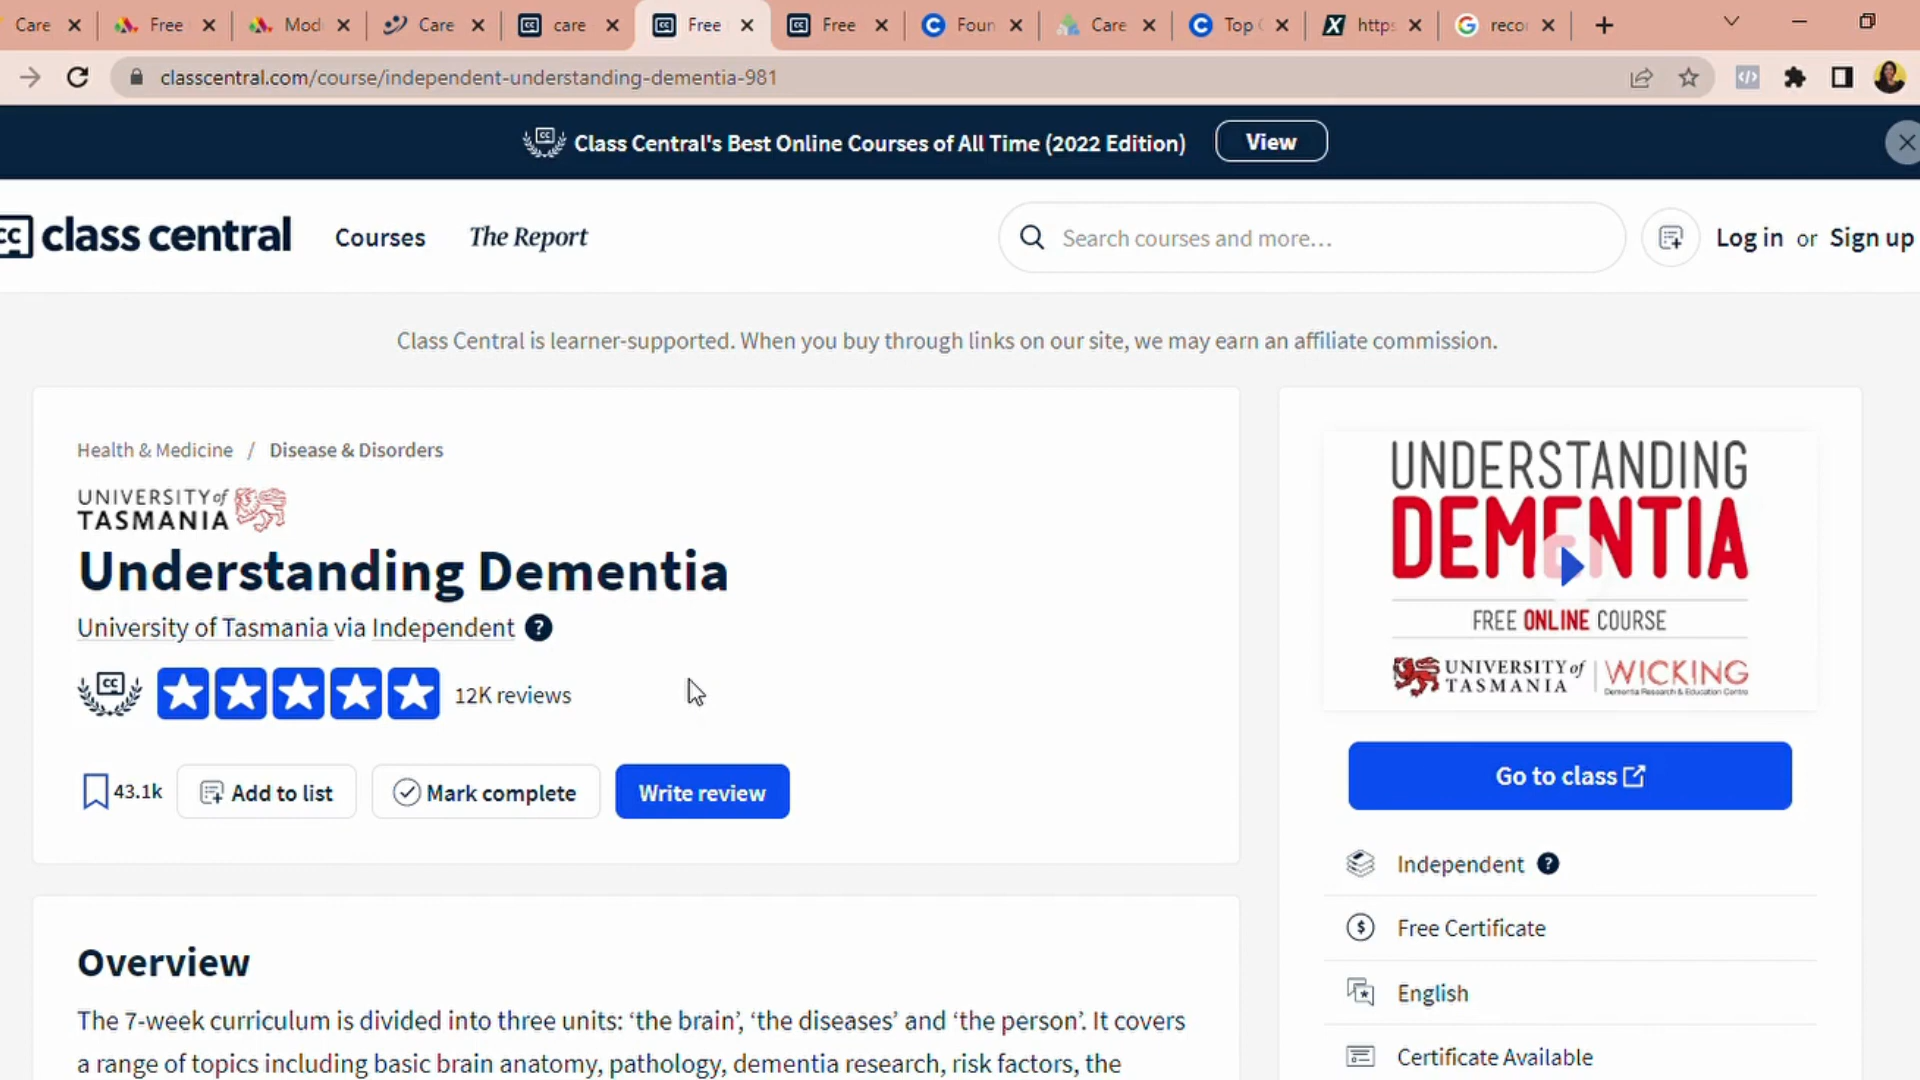 Care
Free
Mod
Care
care
Free
Free
Foun
Care
Top
https
recor
classcentral.com/course/independent-understanding-dementia-981
Class Central's Best Online Courses of All Time (2022 Edition)
View
class central
Courses
The Report
Search courses and more...
Log in or Sign up
Class Central is learner-supported. When you buy through links on our site, we may earn an affiliate commission.
Health & Medicine / Disease & Disorders
UNIVERSITY of
TASMANIA
Understanding Dementia
University of Tasmania via Independent ?
12K reviews
43.1k
Add to list
Mark complete
Write review
Overview
The 7-week curriculum is divided into three units: ‘the brain’, ‘the diseases’ and ‘the person’. It covers
a range of topics including basic brain anatomy, pathology, dementia research, risk factors, the
UNDERSTANDING
DEMENTIA
FREE ONLINE COURSE
UNIVERSITY of
TASMANIA
WICKING
Dementia Research & Education Centre
Go to class
Independent ?
Free Certificate
English
Certificate Available